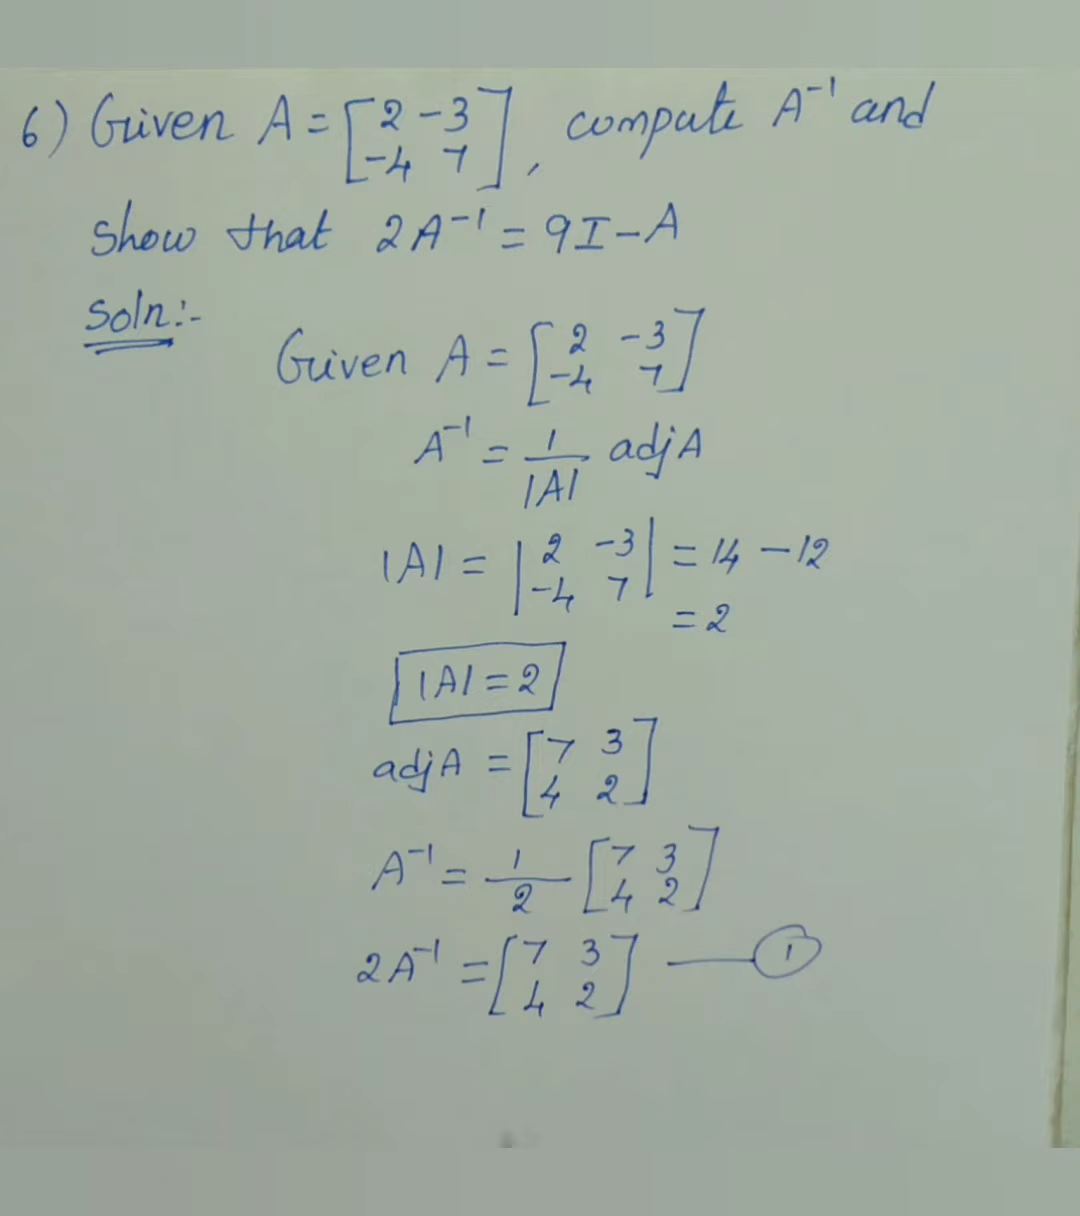 6) Given A = [2 -3
-4 7], compute A⁻¹ and
Show that 2A⁻¹ = 9I - A
Soln:-
Given A = [2 -3
-4 7]
A⁻¹ = 1/|A| adj A
|A| = |2 -3
-4 7| = 14 - 12
= 2
|A| = 2
adj A = [7 3
4 2]
A⁻¹ = 1/2 [7 3
4 2]
2A⁻¹ = [7 3
4 2] —— 1